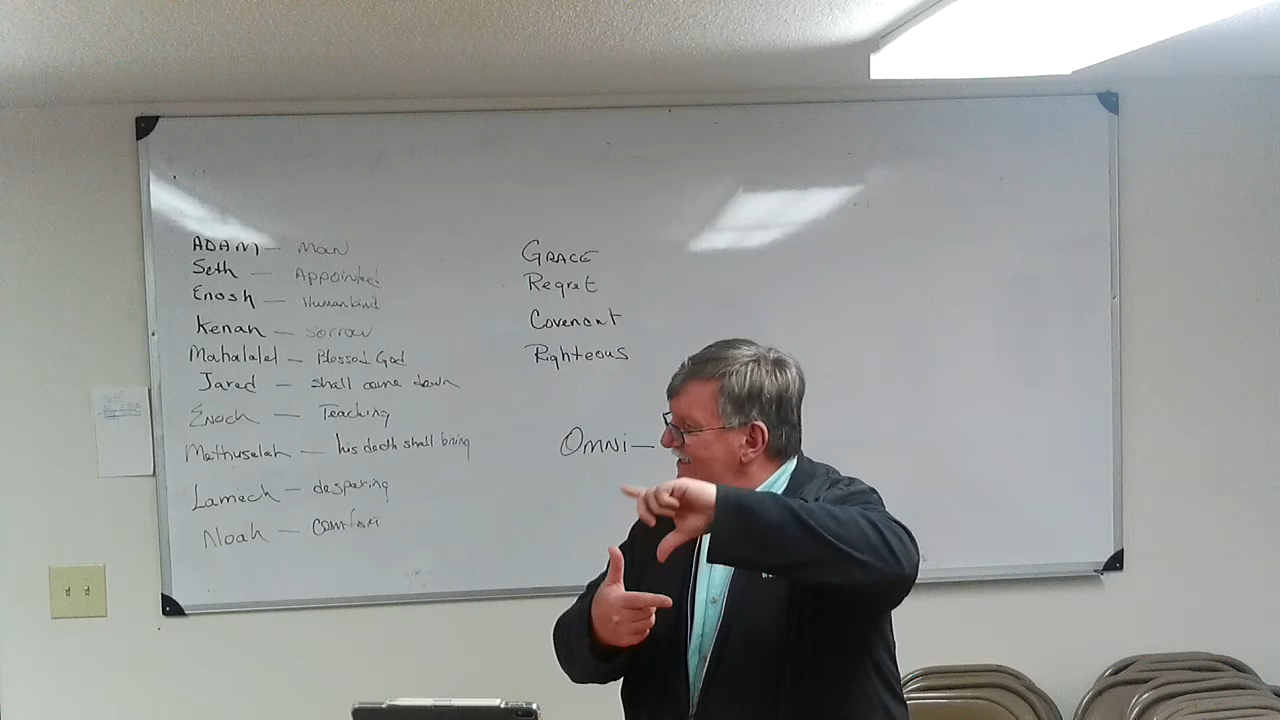 ADAM — Man
Seth — Appointed
Enosh — Humankind
Kenan — Sorrow
Mahalalel — Blessed God
Jared — shall come down
Enoch — Teaching
Methuselah — his death shall bring
Lamech — desparing
Noah — Comfort
GRACE
Regret
Covenant
Righteous
Omni—